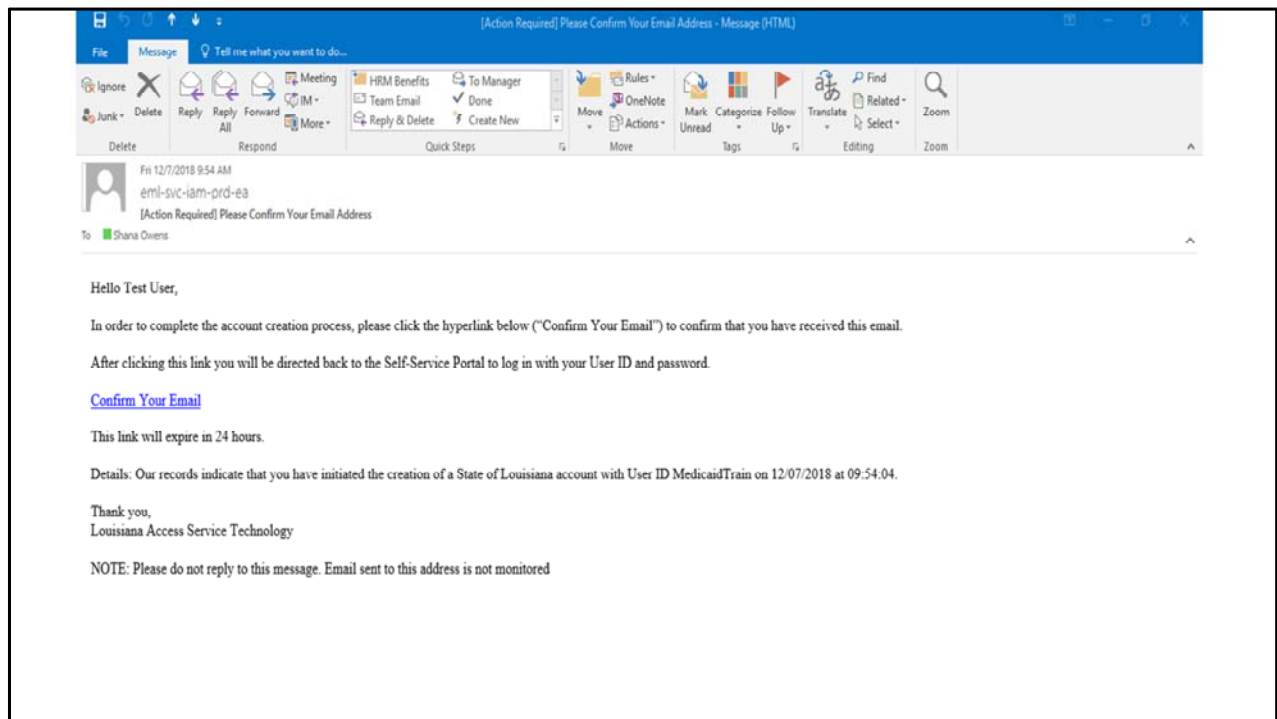 [Action Required] Please Confirm Your Email Address - Message (HTML)
File Message Tell me what you want to do...
Ignore
Junk
Delete
Reply
Reply All
Forward
Meeting
IM
More
HRM Benefits
Team Email
Reply & Delete
To Manager
Done
Create New
Move
Rules
OneNote
Actions
Mark Unread
Categorize
Follow Up
Translate
Find
Related
Select
Zoom
Delete Respond Quick Steps Move Tags Editing Zoom
Fri 12/7/2018 9:54 AM
eml-svc-iam-prd-ea
[Action Required] Please Confirm Your Email Address
To Shana Owens
Hello Test User,
In order to complete the account creation process, please click the hyperlink below (“Confirm Your Email”) to confirm that you have received this email.
After clicking this link you will be directed back to the Self-Service Portal to log in with your User ID and password.
Confirm Your Email
This link will expire in 24 hours.
Details: Our records indicate that you have initiated the creation of a State of Louisiana account with User ID MedicaidTrain on 12/07/2018 at 09:54:04.
Thank you,
Louisiana Access Service Technology
NOTE: Please do not reply to this message. Email sent to this address is not monitored